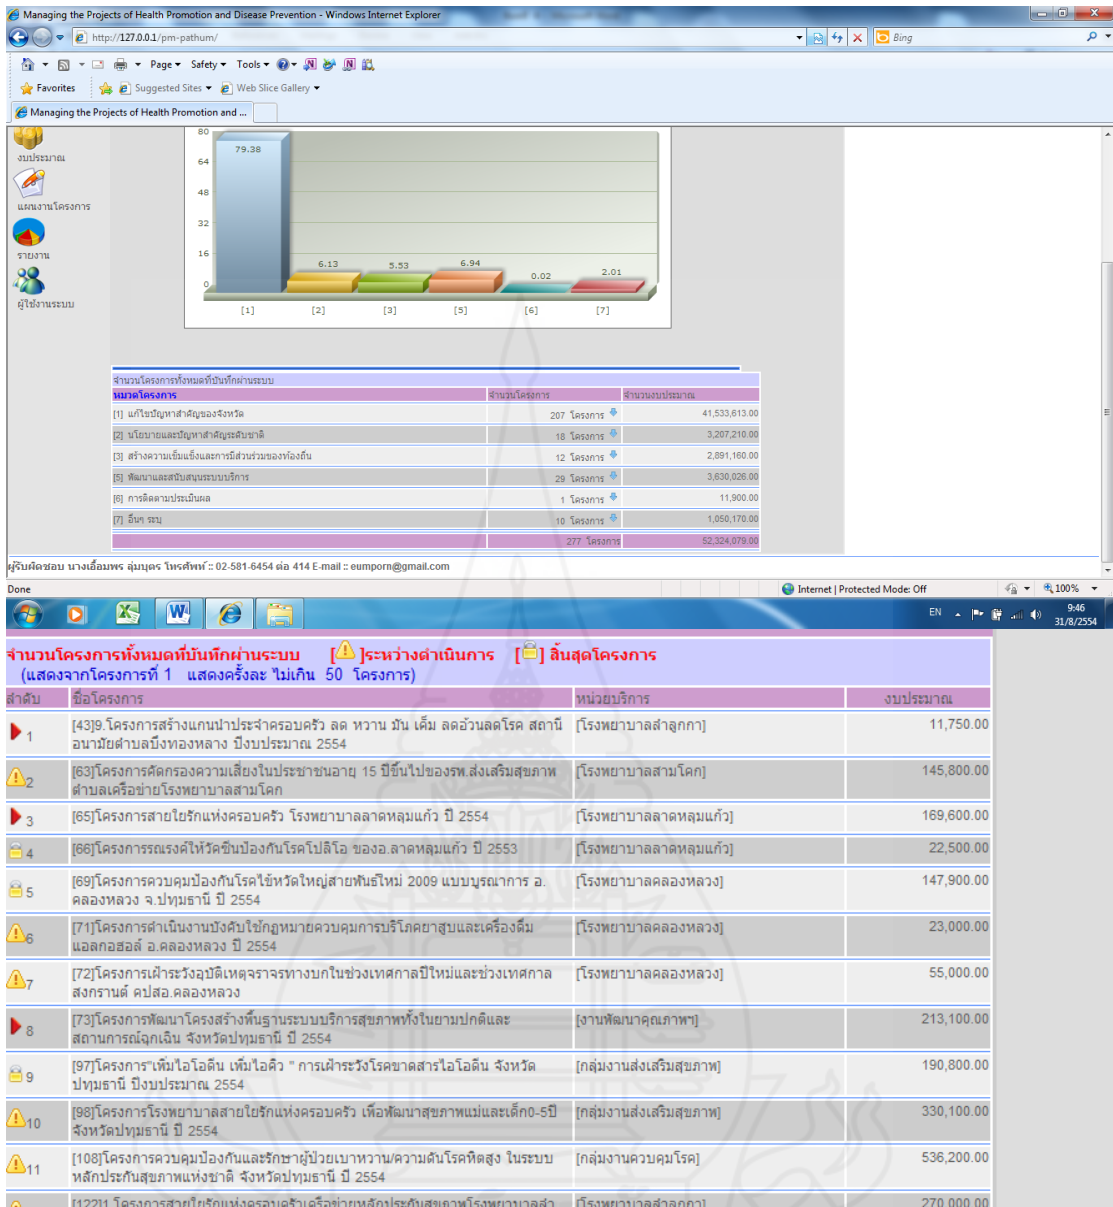 Managing the Projects of Health Promotion and Disease Prevention - Windows Internet Explorer
http://127.0.0.1/pm-pathum/
Bing
Page Safety Tools
Favorites Suggested Sites Web Slice Gallery
Managing the Projects of Health Promotion and ...
งบประมาณ
แผนงานโครงการ
รายงาน
ผู้ใช้งานระบบ
80
64
48
32
16
0
79.38
6.13
5.53
6.94
0.02
2.01
[1] [2] [3] [5] [6] [7]
จำนวนโครงการทั้งหมดที่บันทึกผ่านระบบ
หมวดโครงการ จำนวนโครงการ จำนวนงบประมาณ
[1] แก้ไขปัญหาสำคัญของจังหวัด 207 โครงการ 41,533,613.00
[2] นโยบายและปัญหาสำคัญระดับชาติ 18 โครงการ 3,207,210.00
[3] สร้างความเข้มแข็งและการมีส่วนร่วมของท้องถิ่น 12 โครงการ 2,891,160.00
[5] พัฒนาและสนับสนุนระบบบริการ 29 โครงการ 3,630,026.00
[6] การติดตามประเมินผล 1 โครงการ 11,900.00
[7] อื่นๆ ระบุ 10 โครงการ 1,050,170.00
277 โครงการ 52,324,079.00
ผู้รับผิดชอบ นางเอื้อมพร สุ่มบุตร โทรศัพท์ :: 02-581-6454 ต่อ 414 E-mail :: eumporn@gmail.com
Done Internet | Protected Mode: Off 100%
EN 9:46
31/8/2554
จำนวนโครงการทั้งหมดที่บันทึกผ่านระบบ [ ]ระหว่างดำเนินการ [ ] สิ้นสุดโครงการ
(แสดงจากโครงการที่ 1 แสดงครั้งละ ไม่เกิน 50 โครงการ)
ลำดับ ชื่อโครงการ หน่วยบริการ งบประมาณ
1 [43]9.โครงการสร้างแกนนำประจำครอบครัว ลด หวาน มัน เค็ม ลดอ้วนลดโรค สถานี [โรงพยาบาลลำลูกกา] 11,750.00
อนามัยตำบลบึงทองหลาง ปีงบประมาณ 2554
2 [63]โครงการคัดกรองความเสี่ยงในประชาชนอายุ 15 ปีขึ้นไปของรพ.ส่งเสริมสุขภาพ [โรงพยาบาลสามโคก] 145,800.00
ตำบลเครือข่ายโรงพยาบาลสามโคก
3 [65]โครงการสายใยรักแห่งครอบครัว โรงพยาบาลลาดหลุมแก้ว ปี 2554 [โรงพยาบาลลาดหลุมแก้ว] 169,600.00
4 [66]โครงการรณรงค์ให้วัคซีนป้องกันโรคโปลิโอ ของอ.ลาดหลุมแก้ว ปี 2553 [โรงพยาบาลลาดหลุมแก้ว] 22,500.00
5 [69]โครงการควบคุมป้องกันโรคไข้หวัดใหญ่สายพันธ์ใหม่ 2009 แบบบูรณาการ อ. [โรงพยาบาลคลองหลวง] 147,900.00
คลองหลวง จ.ปทุมธานี ปี 2554
6 [71]โครงการดำเนินงานบังคับใช้กฎหมายควบคุมการบริโภคยาสูบและเครื่องดื่ม [โรงพยาบาลคลองหลวง] 23,000.00
แอลกอฮอล์ อ.คลองหลวง ปี 2554
7 [72]โครงการเฝ้าระวังอุบัติเหตุจราจรทางบกในช่วงเทศกาลปีใหม่และช่วงเทศกาล [โรงพยาบาลคลองหลวง] 55,000.00
สงกรานต์ คปสอ.คลองหลวง
8 [73]โครงการพัฒนาโครงสร้างพื้นฐานระบบบริการสุขภาพทั้งในยามปกติและ [งานพัฒนาคุณภาพฯ] 213,100.00
สถานการณ์ฉุกเฉิน จังหวัดปทุมธานี ปี 2554
9 [97]โครงการ"เพิ่มไอโอดีน เพิ่มไอคิว " การเฝ้าระวังโรคขาดสารไอโอดีน จังหวัด [กลุ่มงานส่งเสริมสุขภาพ] 190,800.00
ปทุมธานี ปีงบประมาณ 2554
10 [98]โครงการโรงพยาบาลสายใยรักแห่งครอบครัว เพื่อพัฒนาสุขภาพแม่และเด็ก0-5ปี [กลุ่มงานส่งเสริมสุขภาพ] 330,100.00
จังหวัดปทุมธานี ปี 2554
11 [108]โครงการควบคุมป้องกันและรักษาผู้ป่วยเบาหวาน/ความดันโรคหิตสูง ในระบบ [กลุ่มงานควบคุมโรค] 536,200.00
หลักประกันสุขภาพแห่งชาติ จังหวัดปทุมธานี ปี 2554
[122]1.โครงการสายใยรักแห่งครอบครัวเครือข่ายหลักประกันสุขภาพโรงพยาบาลลำ [โรงพยาบาลลำลูกกา] 270,000.00